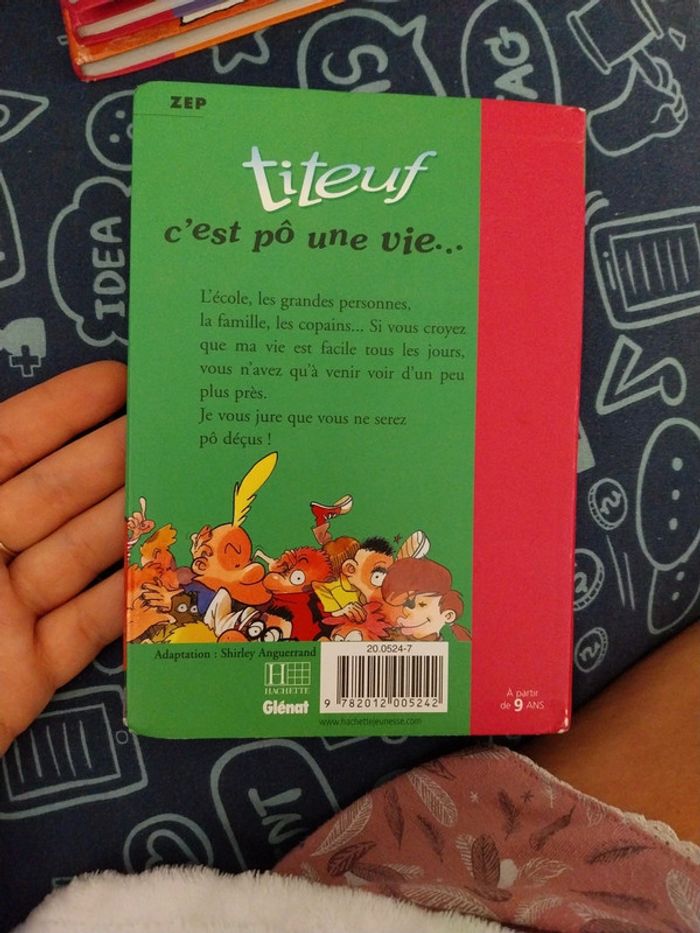 ZEP
titeuf
c'est pô une vie...
L'école, les grandes personnes,
la famille, les copains... Si vous croyez
que ma vie est facile tous les jours,
vous n'avez qu'à venir voir d'un peu
plus près.
Je vous jure que vous ne serez
pô déçus !
Adaptation : Shirley Anguerrand
H
HACHETTE
Glénat
20.0524-7
9 782012 005242
www.hachettejeunesse.com
À partir
de 9 ANS
IDEA